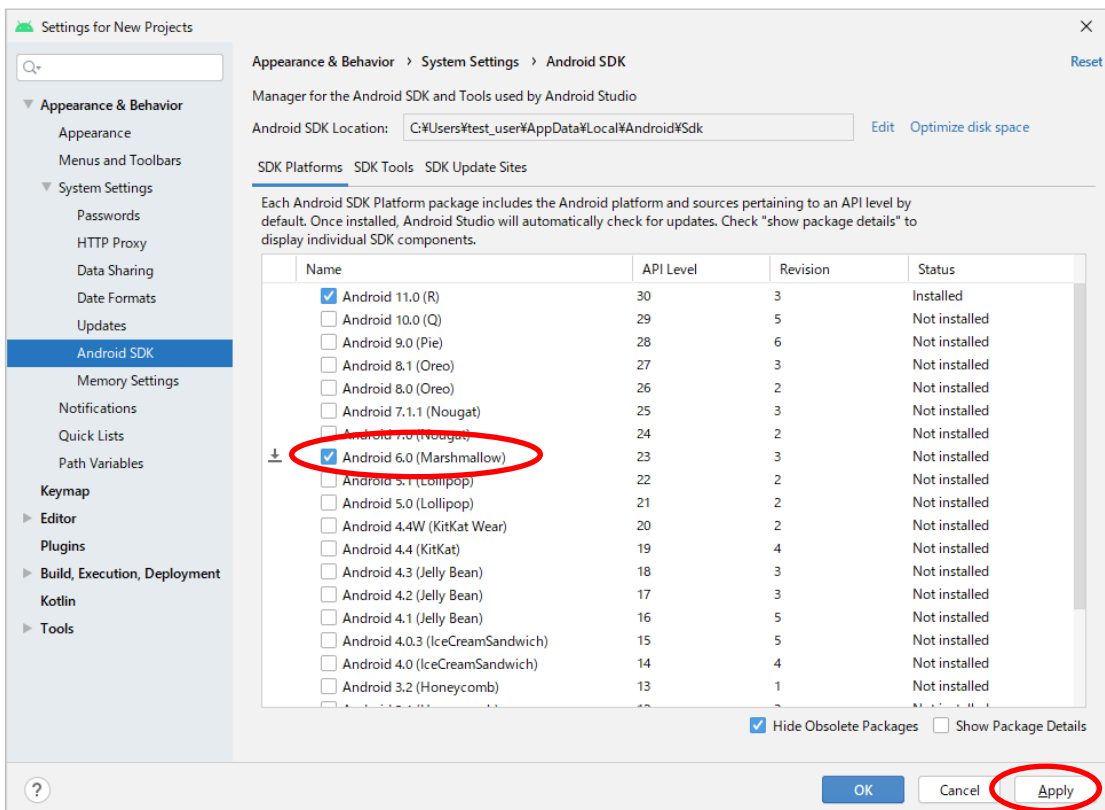 Settings for New Projects
Appearance & Behavior
Appearance
Menus and Toolbars
System Settings
Passwords
HTTP Proxy
Data Sharing
Date Formats
Updates
Android SDK
Memory Settings
Notifications
Quick Lists
Path Variables
Keymap
Editor
Plugins
Build, Execution, Deployment
Kotlin
Tools
Appearance & Behavior › System Settings › Android SDK
Reset
Manager for the Android SDK and Tools used by Android Studio
Android SDK Location: C:¥Users¥test_user¥AppData¥Local¥Android¥Sdk Edit Optimize disk space
SDK Platforms SDK Tools SDK Update Sites
Each Android SDK Platform package includes the Android platform and sources pertaining to an API level by
default. Once installed, Android Studio will automatically check for updates. Check "show package details" to
display individual SDK components.
Name API Level Revision Status
Android 11.0 (R) 30 3 Installed
Android 10.0 (Q) 29 5 Not installed
Android 9.0 (Pie) 28 6 Not installed
Android 8.1 (Oreo) 27 3 Not installed
Android 8.0 (Oreo) 26 2 Not installed
Android 7.1.1 (Nougat) 25 3 Not installed
Android 7.0 (Nougat) 24 2 Not installed
Android 6.0 (Marshmallow) 23 3 Not installed
Android 5.1 (Lollipop) 22 2 Not installed
Android 5.0 (Lollipop) 21 2 Not installed
Android 4.4W (KitKat Wear) 20 2 Not installed
Android 4.4 (KitKat) 19 4 Not installed
Android 4.3 (Jelly Bean) 18 3 Not installed
Android 4.2 (Jelly Bean) 17 3 Not installed
Android 4.1 (Jelly Bean) 16 5 Not installed
Android 4.0.3 (IceCreamSandwich) 15 5 Not installed
Android 4.0 (IceCreamSandwich) 14 4 Not installed
Android 3.2 (Honeycomb) 13 1 Not installed
Hide Obsolete Packages Show Package Details
? OK Cancel Apply